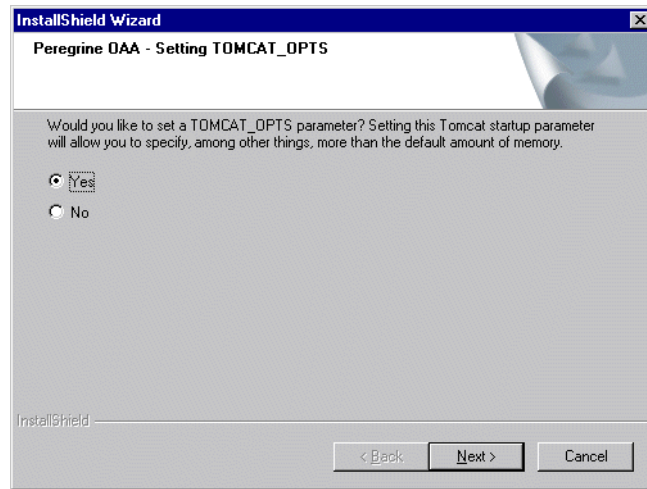 InstallShield Wizard
Peregrine OAA - Setting TOMCAT_OPTS
Would you like to set a TOMCAT_OPTS parameter? Setting this Tomcat startup parameter
will allow you to specify, among other things, more than the default amount of memory.
Yes
No
InstallShield
< Back Next > Cancel